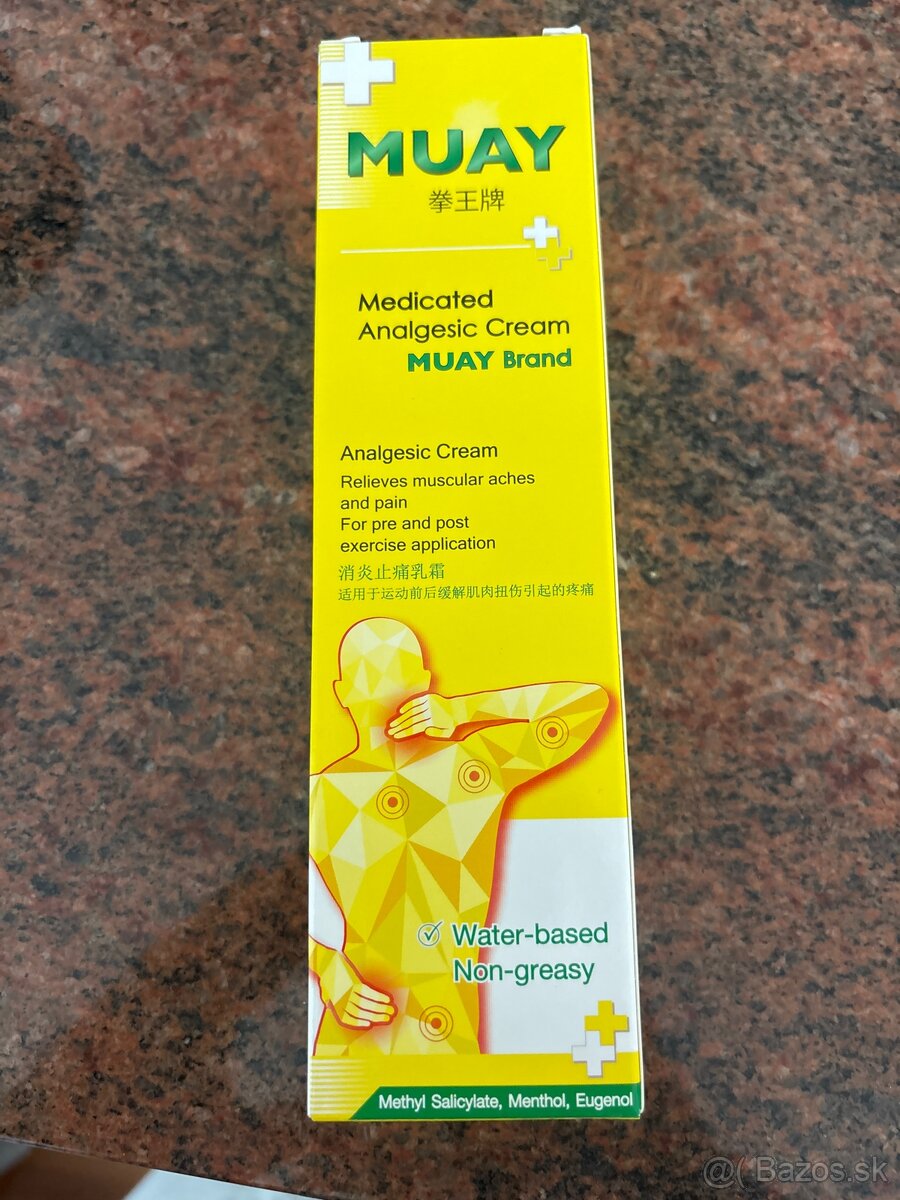 MUAY
拳王牌
Medicated
Analgesic Cream
MUAY Brand
Analgesic Cream
Relieves muscular aches
and pain
For pre and post
exercise application
消炎止痛乳霜
适用于运动前后缓解肌肉扭伤引起的疼痛
Water-based
Non-greasy
Methyl Salicylate, Menthol, Eugenol
@( Bazos.sk